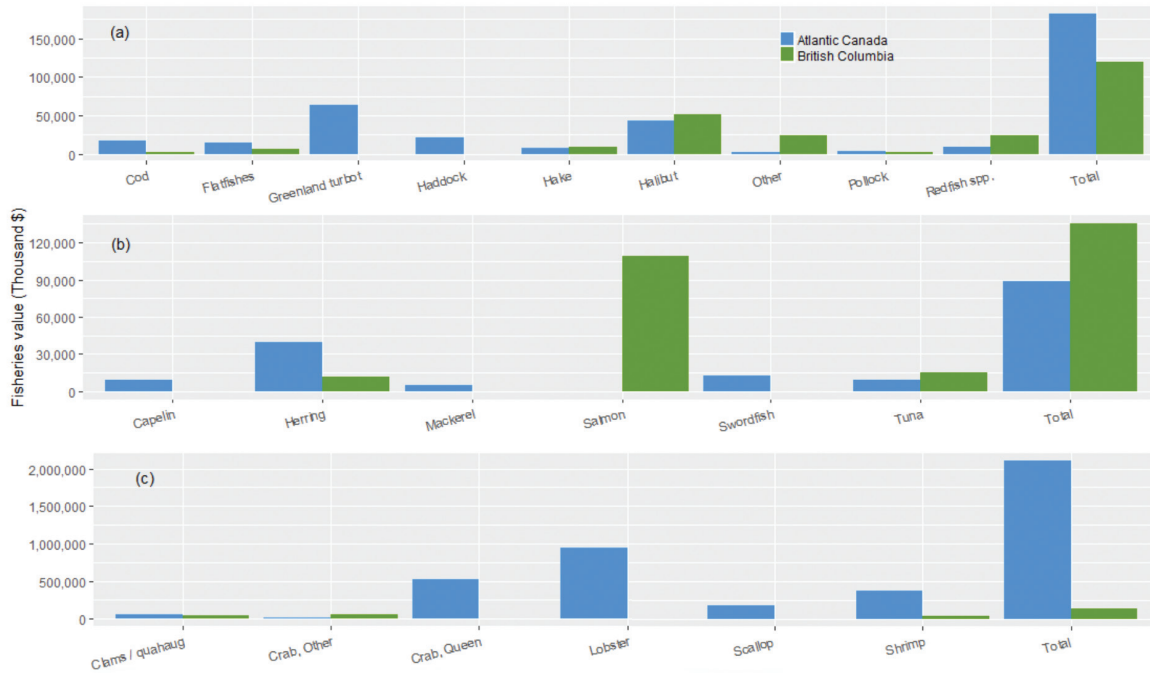 Fisheries value (Thousand $)
(a)
Atlantic Canada
British Columbia
150,000
100,000
50,000
0
Cod Flatfishes Greenland turbot Haddock Hake Halibut Other Pollock Redfish spp. Total
(b)
120,000
90,000
60,000
30,000
0
Capelin Herring Mackerel Salmon Swordfish Tuna Total
(c)
2,000,000
1,500,000
1,000,000
500,000
0
Clams / quahaug Crab, Other Crab, Queen Lobster Scallop Shrimp Total